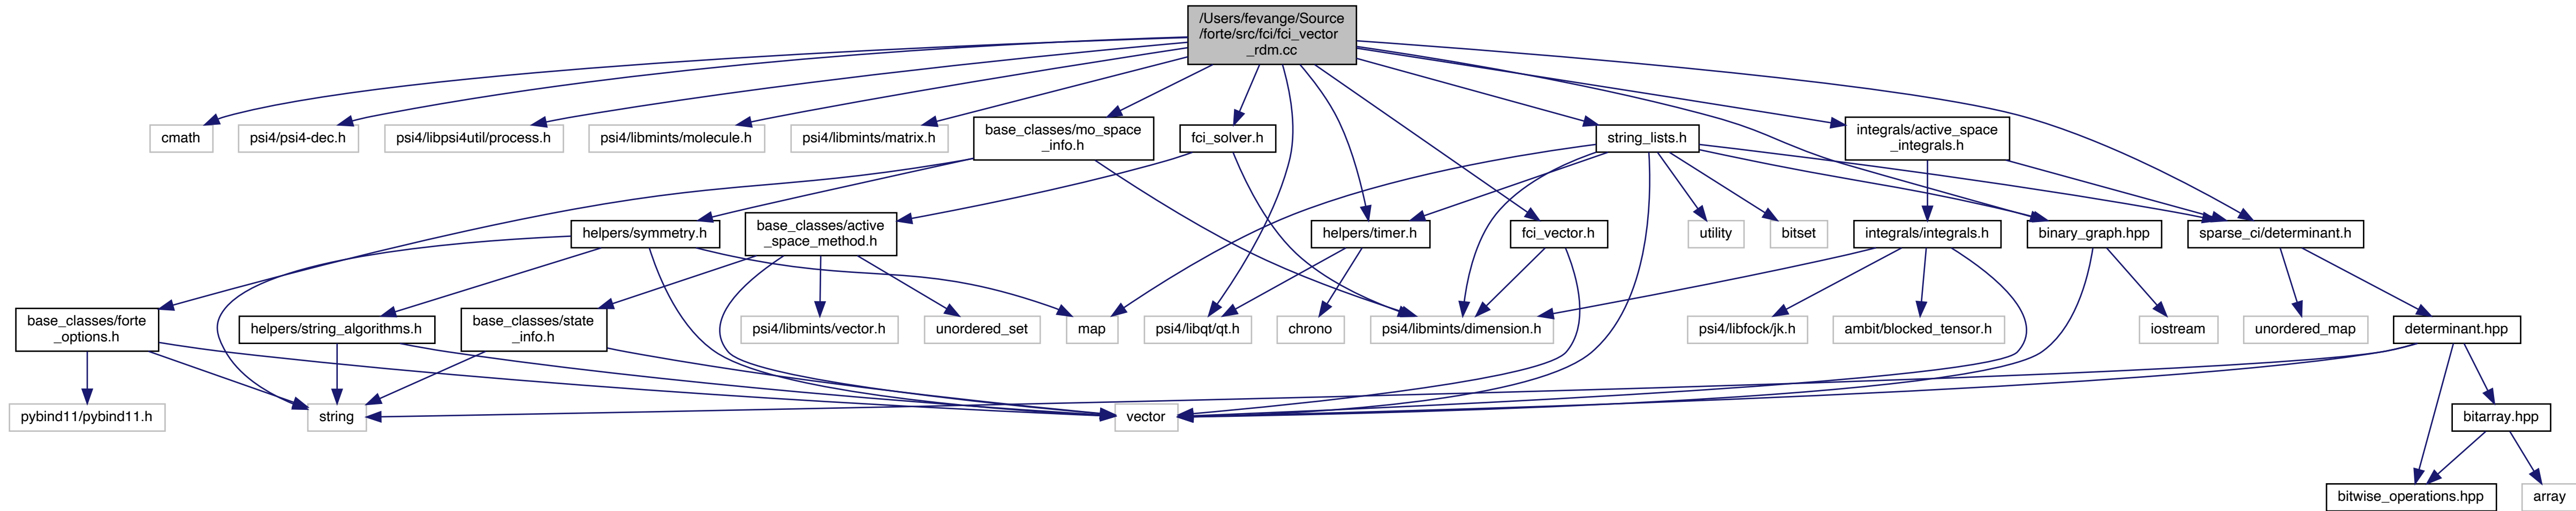 /Users/fevange/Source
/forte/src/fci/fci_vector
_rdm.cc
cmath
psi4/psi4-dec.h
psi4/libpsi4util/process.h
psi4/libmints/molecule.h
psi4/libmints/matrix.h
base_classes/mo_space
_info.h
fci_solver.h
string_lists.h
integrals/active_space
_integrals.h
helpers/symmetry.h
base_classes/active
_space_method.h
helpers/timer.h
fci_vector.h
utility
bitset
integrals/integrals.h
binary_graph.hpp
sparse_ci/determinant.h
base_classes/forte
_options.h
helpers/string_algorithms.h
base_classes/state
_info.h
psi4/libmints/vector.h
unordered_set
map
psi4/libqt/qt.h
chrono
psi4/libmints/dimension.h
psi4/libfock/jk.h
ambit/blocked_tensor.h
iostream
unordered_map
determinant.hpp
pybind11/pybind11.h
string
vector
bitarray.hpp
bitwise_operations.hpp
array